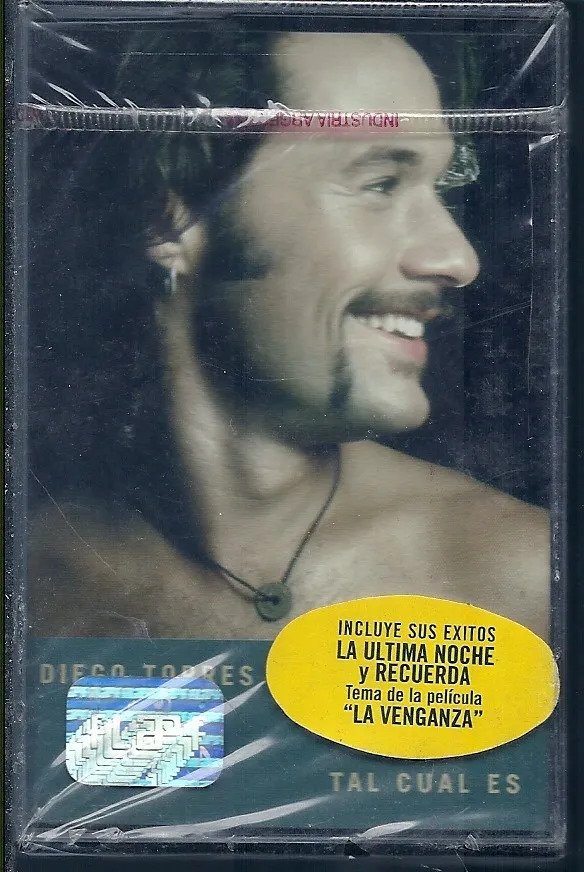 INDUSTRIA ARGE
DIEGO TORRES
INCLUYE SUS EXITOS
LA ULTIMA NOCHE
y RECUERDA
Tema de la película
"LA VENGANZA"
TAL CUAL ES